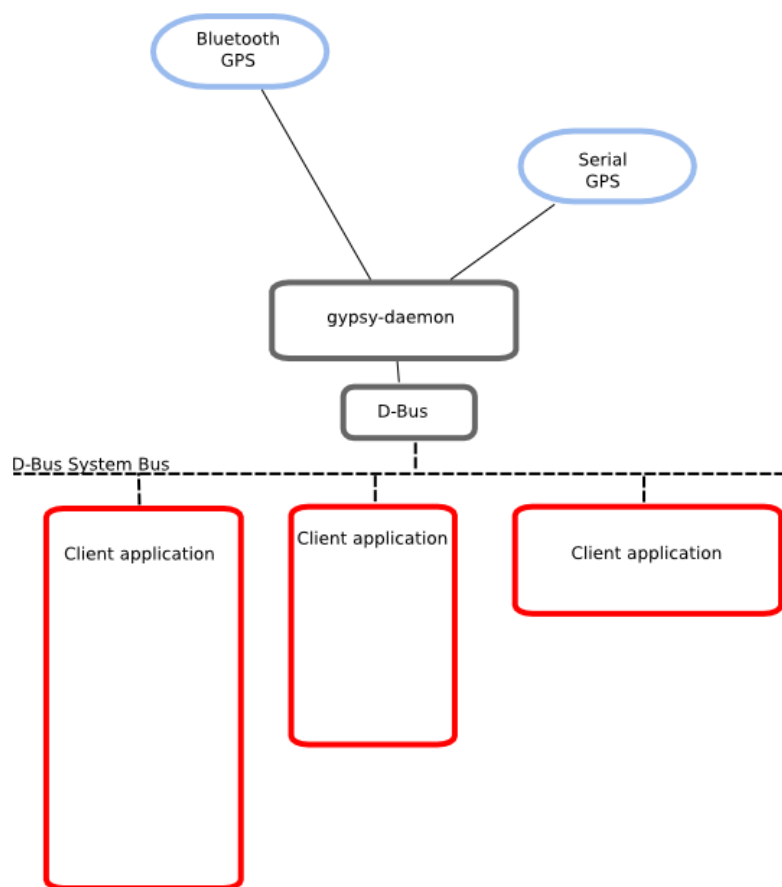 Bluetooth
GPS
Serial
GPS
gypsy-daemon
D-Bus
D-Bus System Bus
Client application
Client application
Client application